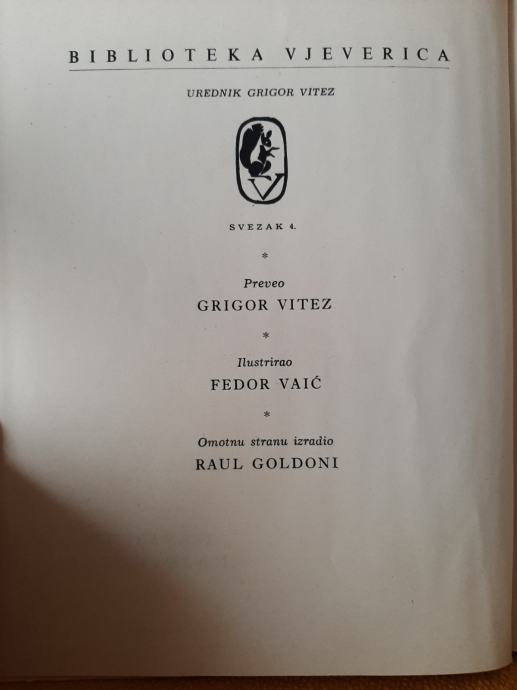 BIBLIOTEKA VJEVERICA
UREDNIK GRIGOR VITEZ
V
SVEZAK 4.
*
Preveo
GRIGOR VITEZ
*
Ilustrirao
FEDOR VAIĆ
*
Omotnu stranu izradio
RAUL GOLDONI